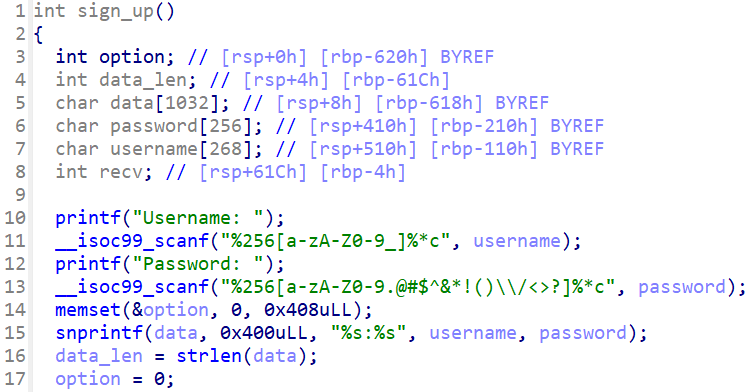 1 int sign_up()
2 {
3   int option; // [rsp+0h] [rbp-620h] BYREF
4   int data_len; // [rsp+4h] [rbp-61Ch]
5   char data[1032]; // [rsp+8h] [rbp-618h] BYREF
6   char password[256]; // [rsp+410h] [rbp-210h] BYREF
7   char username[268]; // [rsp+510h] [rbp-110h] BYREF
8   int recv; // [rsp+61Ch] [rbp-4h]
9
10   printf("Username: ");
11   __isoc99_scanf("%256[a-zA-Z0-9_]%*c", username);
12   printf("Password: ");
13   __isoc99_scanf("%256[a-zA-Z0-9.@#$^&*!()\\/<>?]%*c", password);
14   memset(&option, 0, 0x408uLL);
15   snprintf(data, 0x400uLL, "%s:%s", username, password);
16   data_len = strlen(data);
17   option = 0;